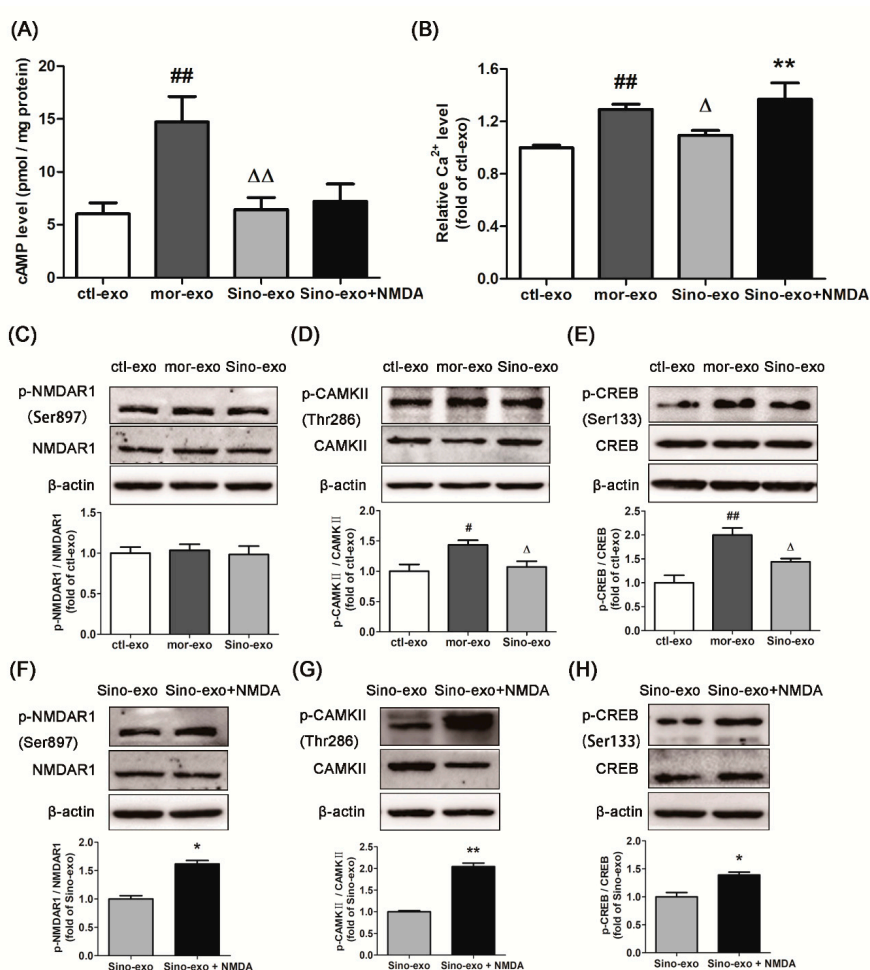 (A)
cAMP level (pmol / mg protein)
20
15
10
5
0
##
ΔΔ
ctl-exo mor-exo Sino-exo Sino-exo+NMDA
(B)
Relative Ca²⁺ level
(fold of ctl-exo)
1.6
1.2
0.8
0.4
0.0
##
Δ
**
ctl-exo mor-exo Sino-exo Sino-exo+NMDA
(C)
ctl-exo mor-exo Sino-exo
p-NMDAR1
(Ser897)
NMDAR1
β-actin
p-NMDAR1 / NMDAR1
(fold of ctl-exo)
1.5
1.0
0.5
0.0
ctl-exo mor-exo Sino-exo
(D)
ctl-exo mor-exo Sino-exo
p-CAMKII
(Thr286)
CAMKII
β-actin
p-CAMKⅡ / CAMKⅡ
(fold of ctl-exo)
2.0
1.5
1.0
0.5
0.0
#
Δ
ctl-exo mor-exo Sino-exo
(E)
ctl-exo mor-exo Sino-exo
p-CREB
(Ser133)
CREB
β-actin
p-CREB / CREB
(fold of ctl-exo)
2.5
2.0
1.5
1.0
0.5
0.0
##
Δ
ctl-exo mor-exo Sino-exo
(F)
Sino-exo Sino-exo+NMDA
p-NMDAR1
(Ser897)
NMDAR1
β-actin
p-NMDAR1 / NMDAR1
(fold of Sino-exo)
2.0
1.5
1.0
0.5
0.0
*
Sino-exo Sino-exo + NMDA
(G)
Sino-exo Sino-exo+NMDA
p-CAMKII
(Thr286)
CAMKII
β-actin
p-CAMKⅡ / CAMKⅡ
(fold of Sino-exo)
2.5
2.0
1.5
1.0
0.5
0.0
**
Sino-exo Sino-exo + NMDA
(H)
Sino-exo Sino-exo+NMDA
p-CREB
(Ser133)
CREB
β-actin
p-CREB / CREB
(fold of Sino-exo)
2.0
1.5
1.0
0.5
0.0
*
Sino-exo Sino-exo + NMDA